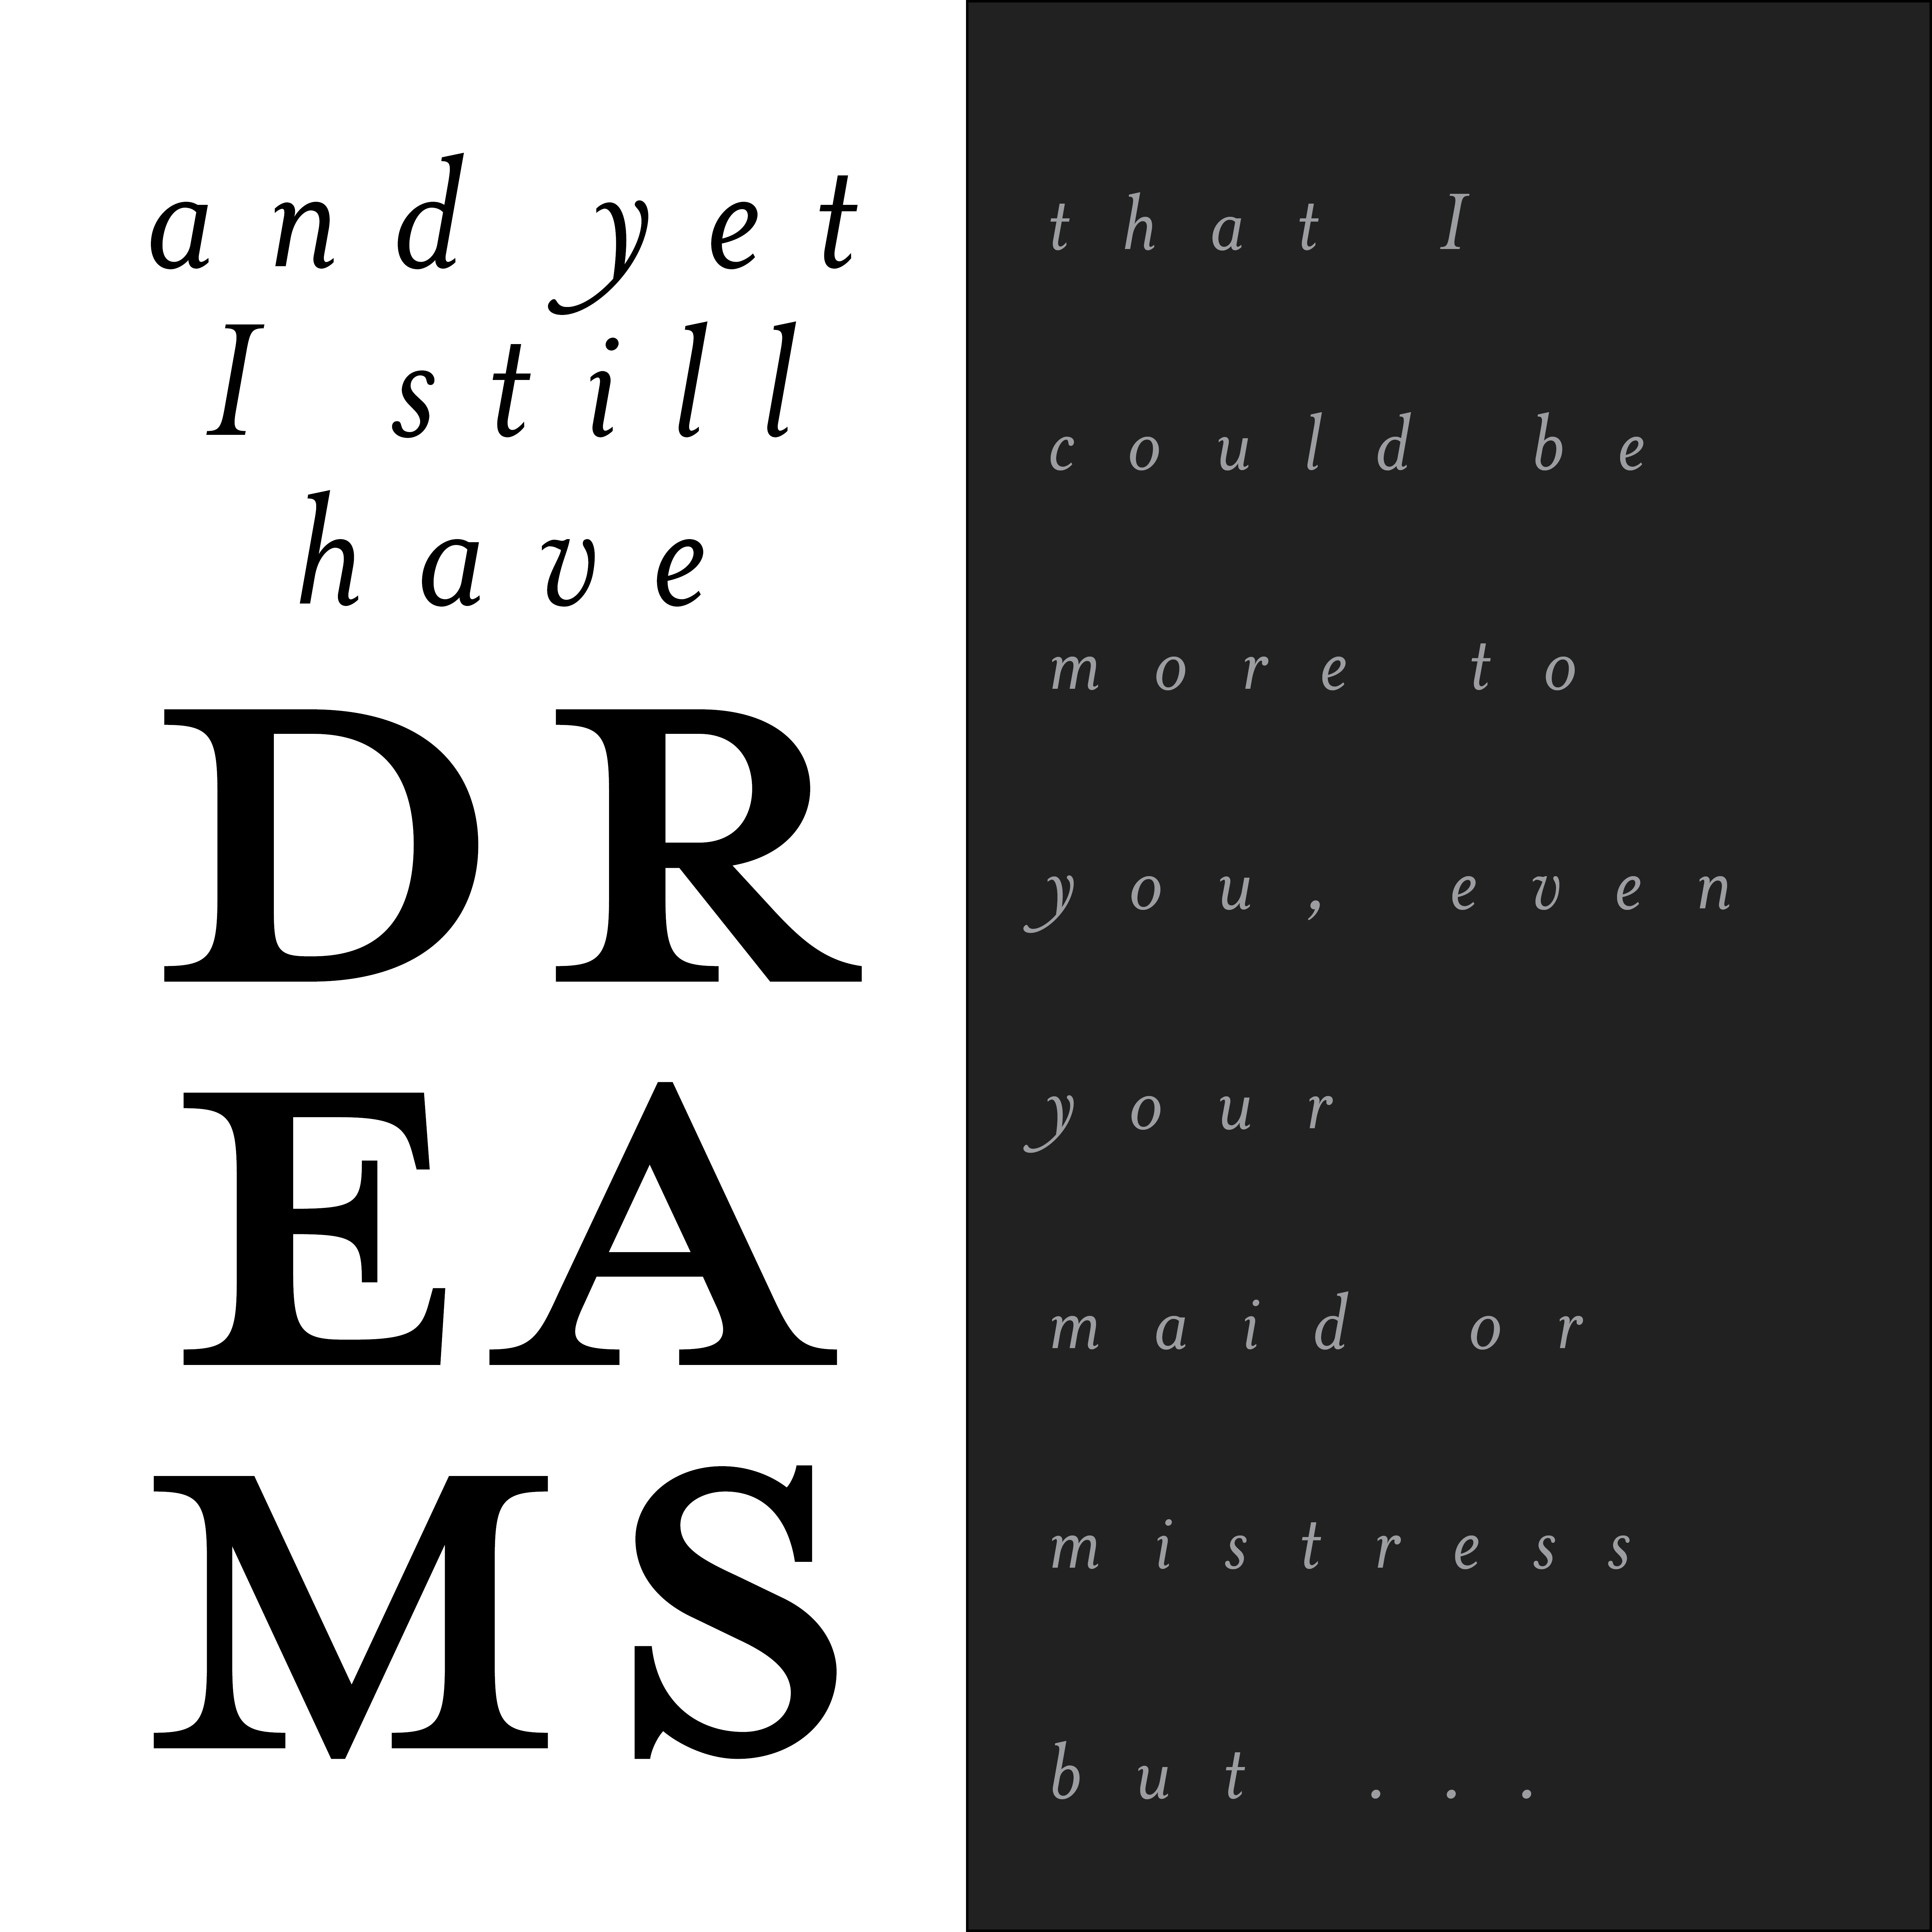 and yet
I still
have
DR
EA
MS
that I
could be
more to
you, even
your
maid or
mistress
but ...